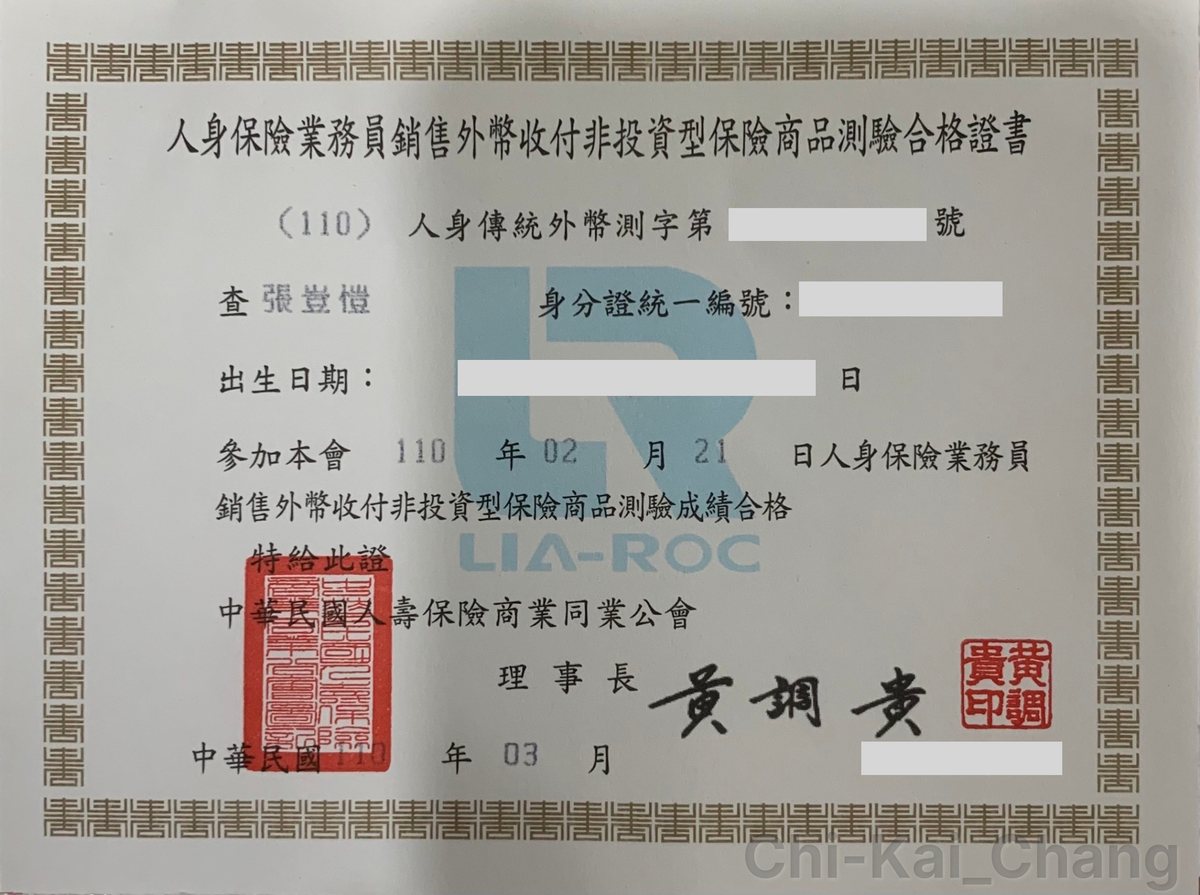 人身保險業務員銷售外幣收付非投資型保險商品測驗合格證書
(110) 人身傳統外幣測字第 號
查 張豈愷 身分證統一編號：
出生日期： 日
參加本會 110 年 02 月 21 日人身保險業務員
銷售外幣收付非投資型保險商品測驗成績合格
LIA-ROC
特給此證
中華民國人壽保險商業同業公會
理事長 黃調貴
黃調貴印
中華民國 110 年 03 月
Chi-Kai_Chang